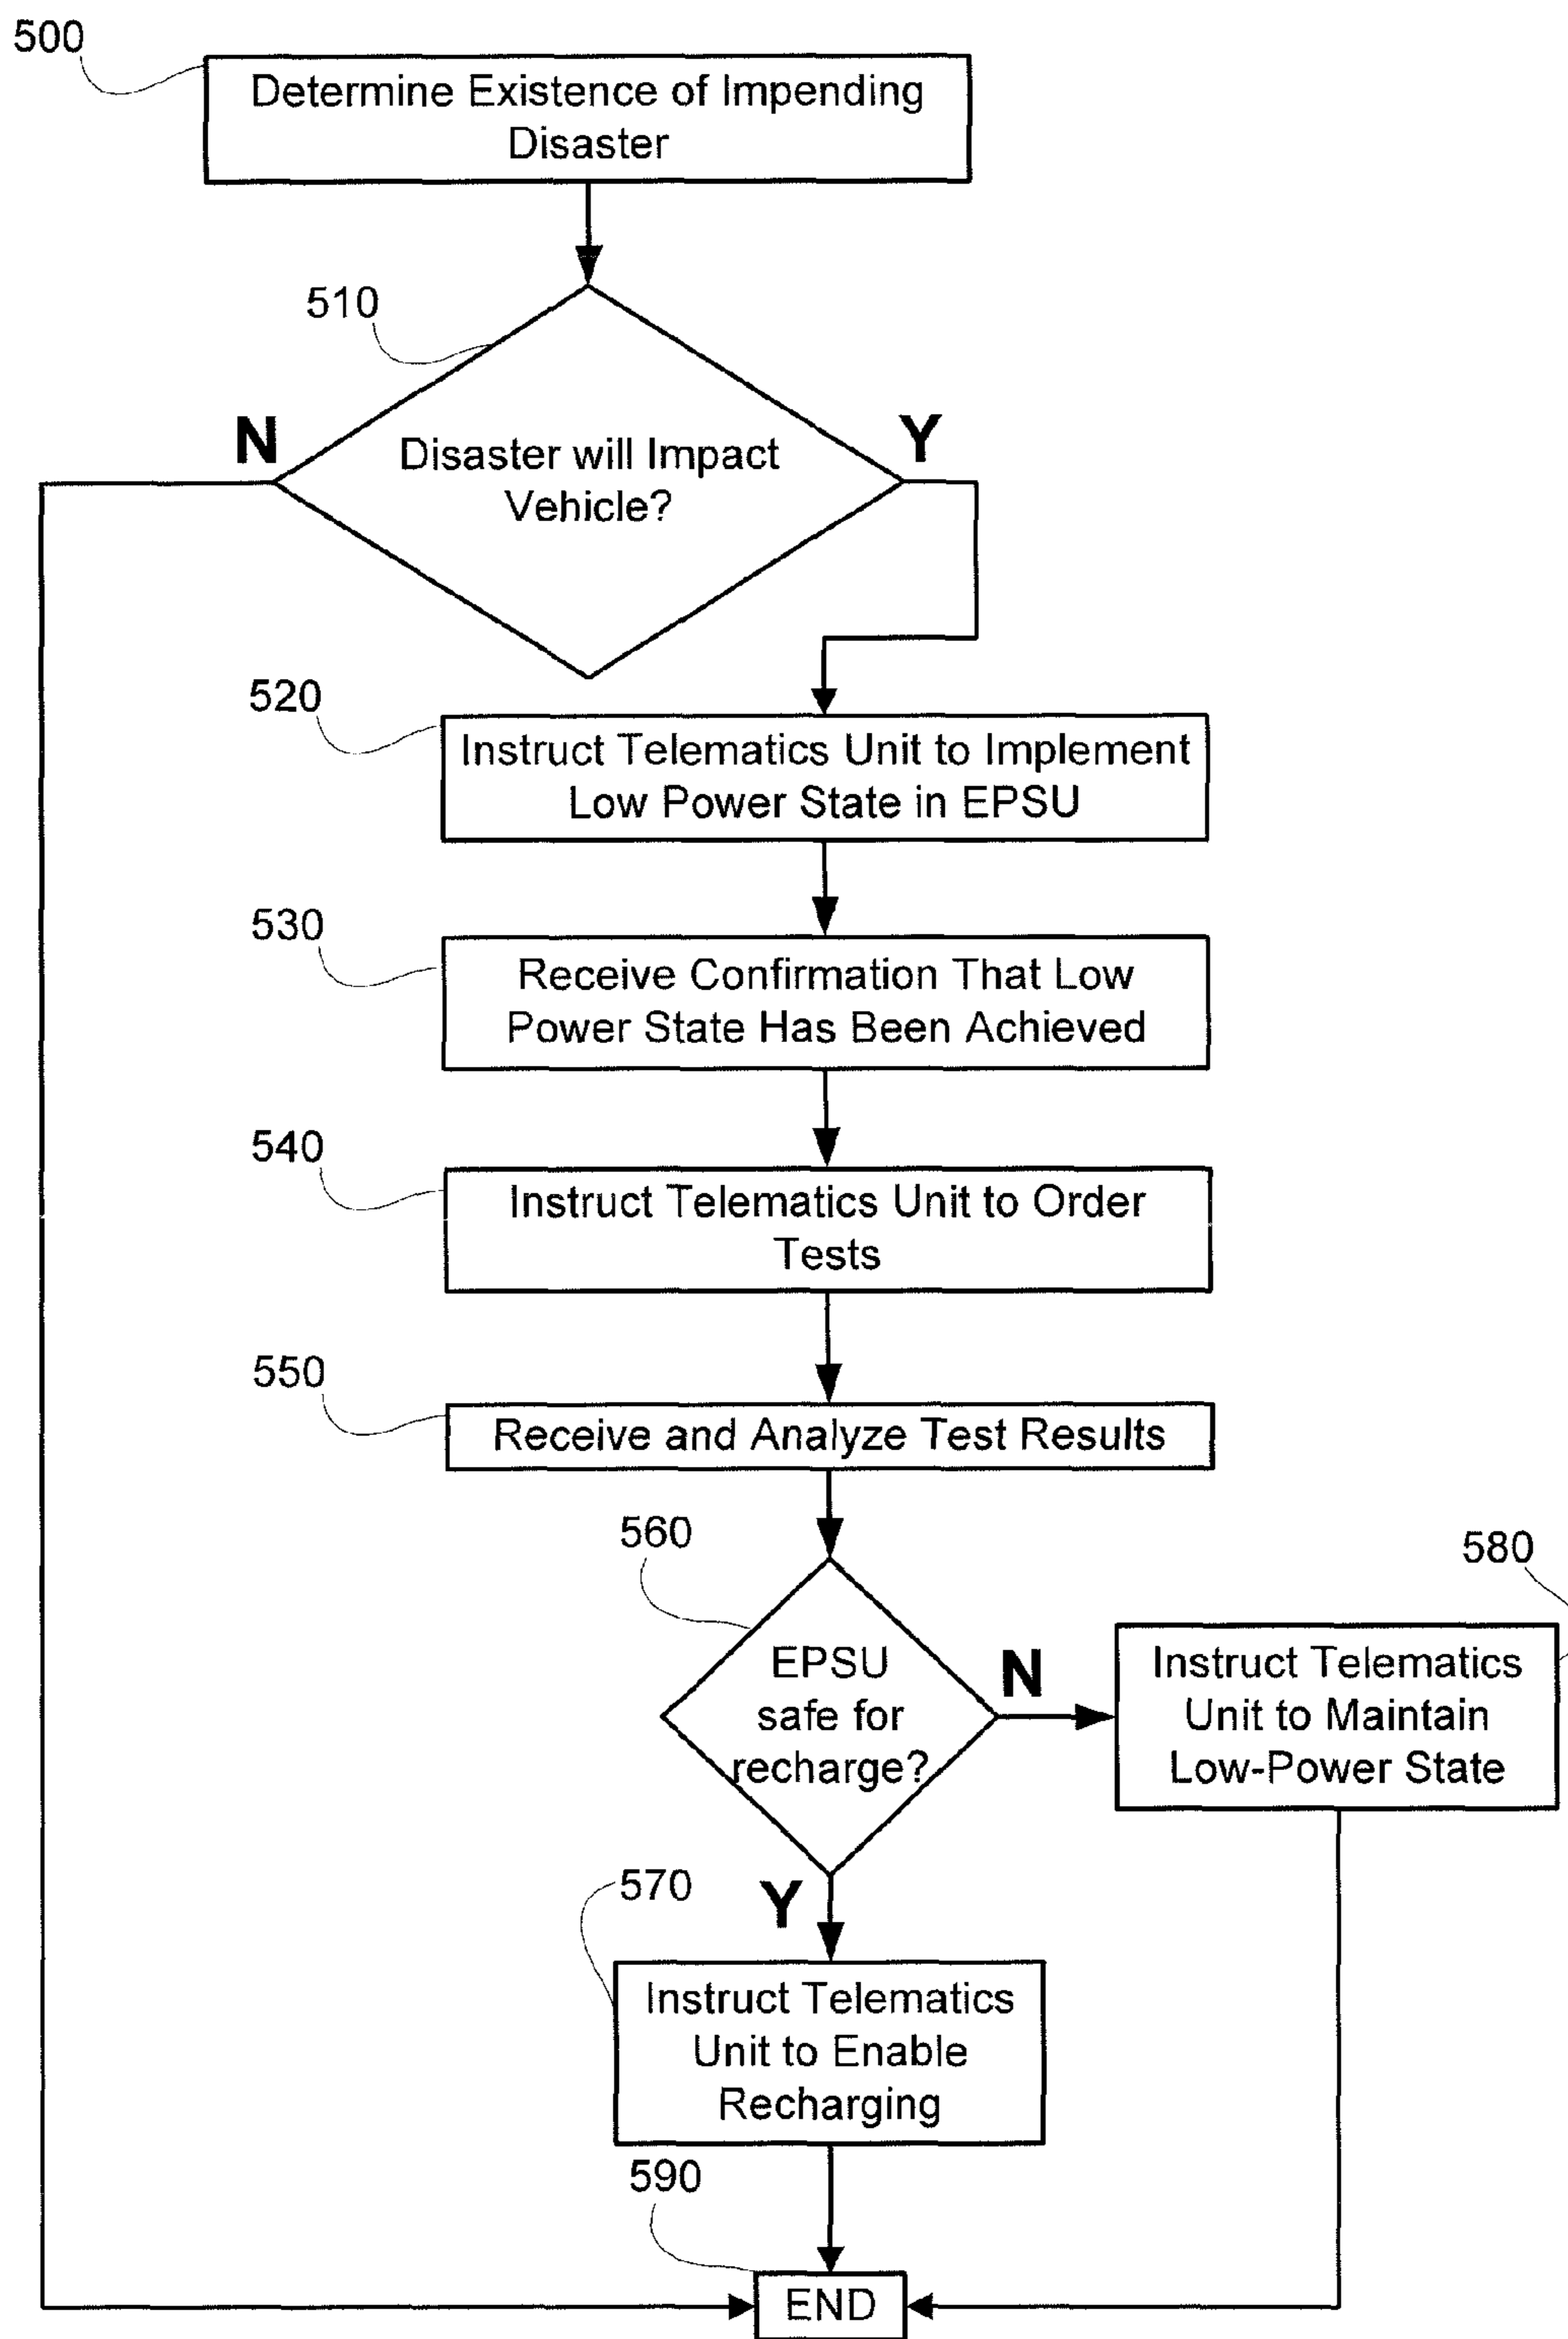 500
Determine Existence of Impending
Disaster
510
N
Y
Disaster will Impact
Vehicle?
520
Instruct Telematics Unit to Implement
Low Power State in EPSU
530
Receive Confirmation That Low
Power State Has Been Achieved
540
Instruct Telematics Unit to Order
Tests
550
Receive and Analyze Test Results
560
EPSU
safe for
recharge?
N
580
Instruct Telematics
Unit to Maintain
Low-Power State
Y
570
Instruct Telematics
Unit to Enable
Recharging
590
END